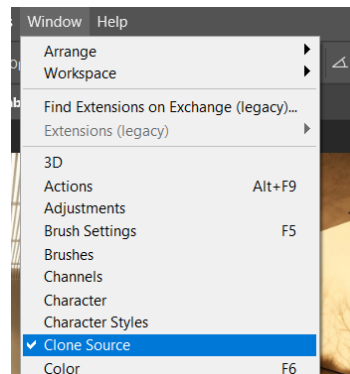 Window Help
Arrange
Workspace
Find Extensions on Exchange (legacy)...
Extensions (legacy)
3D
Actions Alt+F9
Adjustments
Brush Settings F5
Brushes
Channels
Character
Character Styles
Clone Source
Color F6